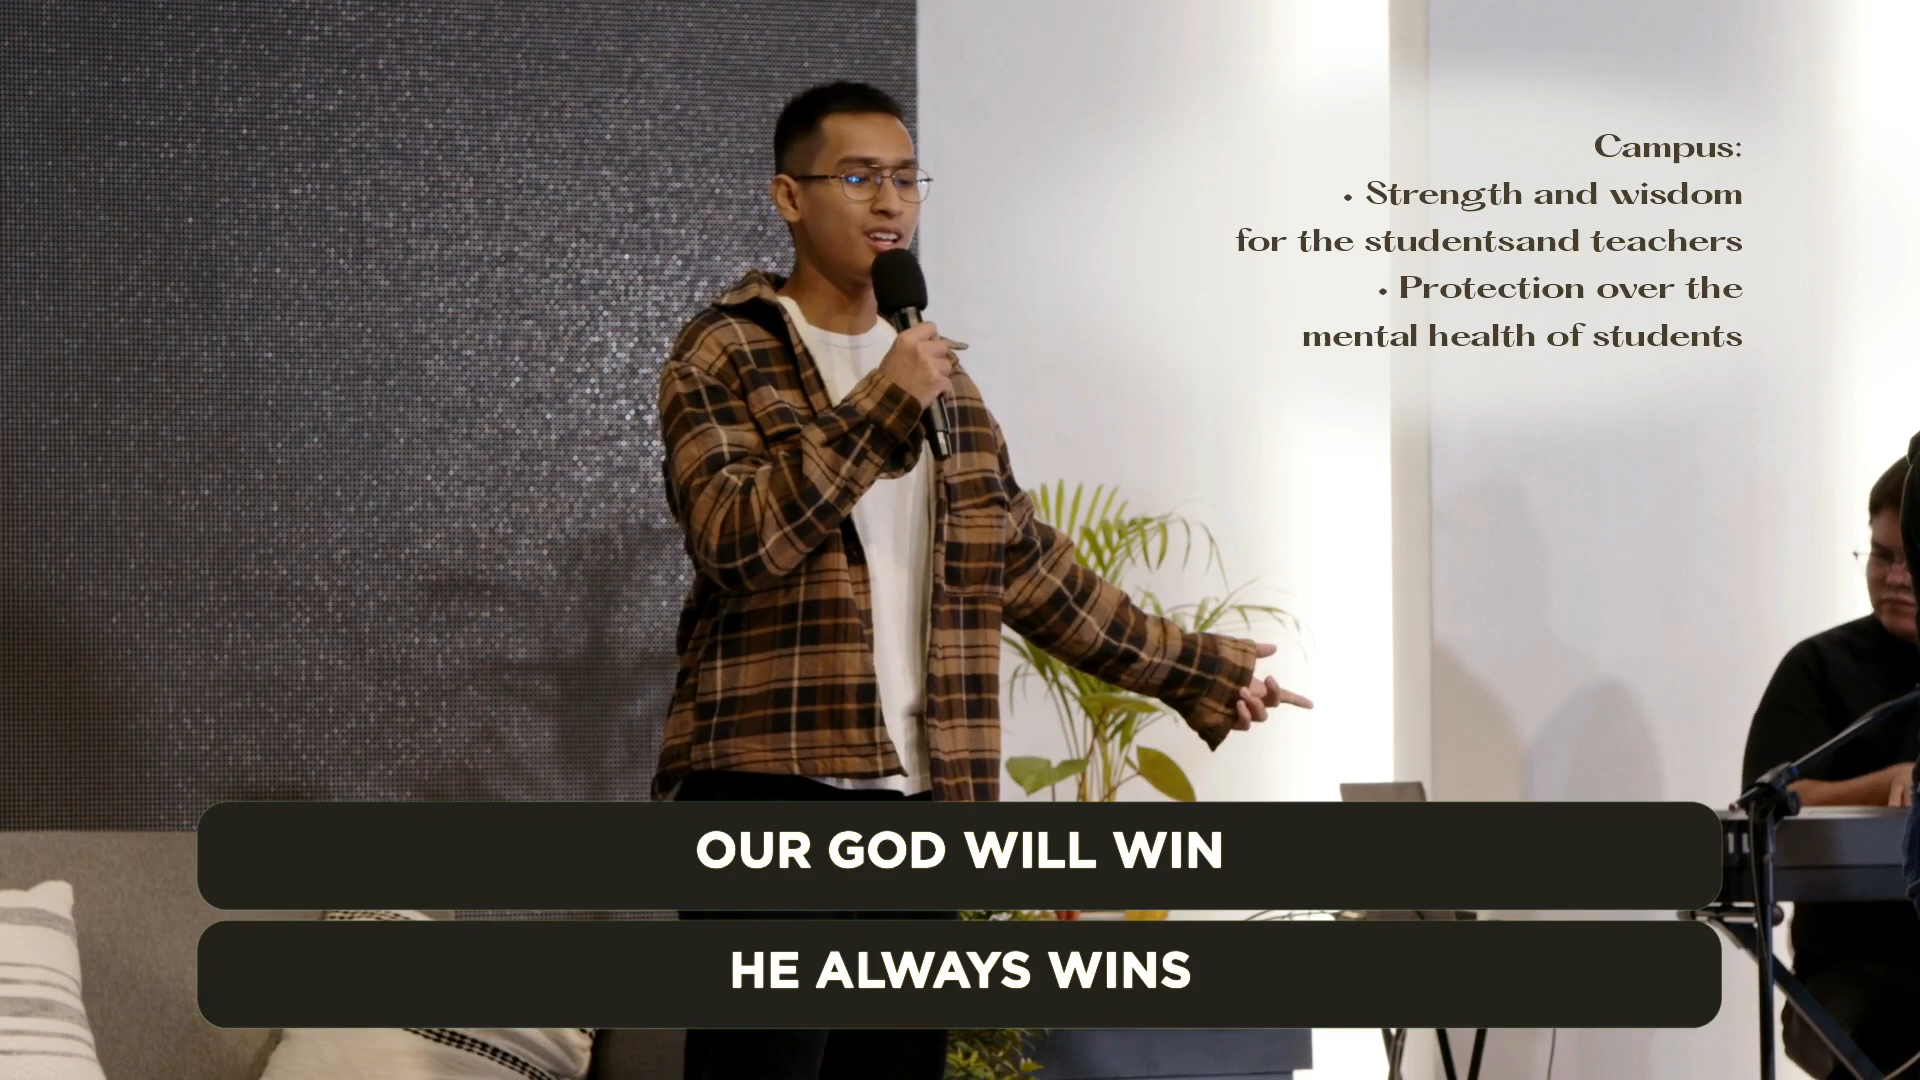 Campus:
• Strength and wisdom
for the studentsand teachers
• Protection over the
mental health of students
OUR GOD WILL WIN
HE ALWAYS WINS